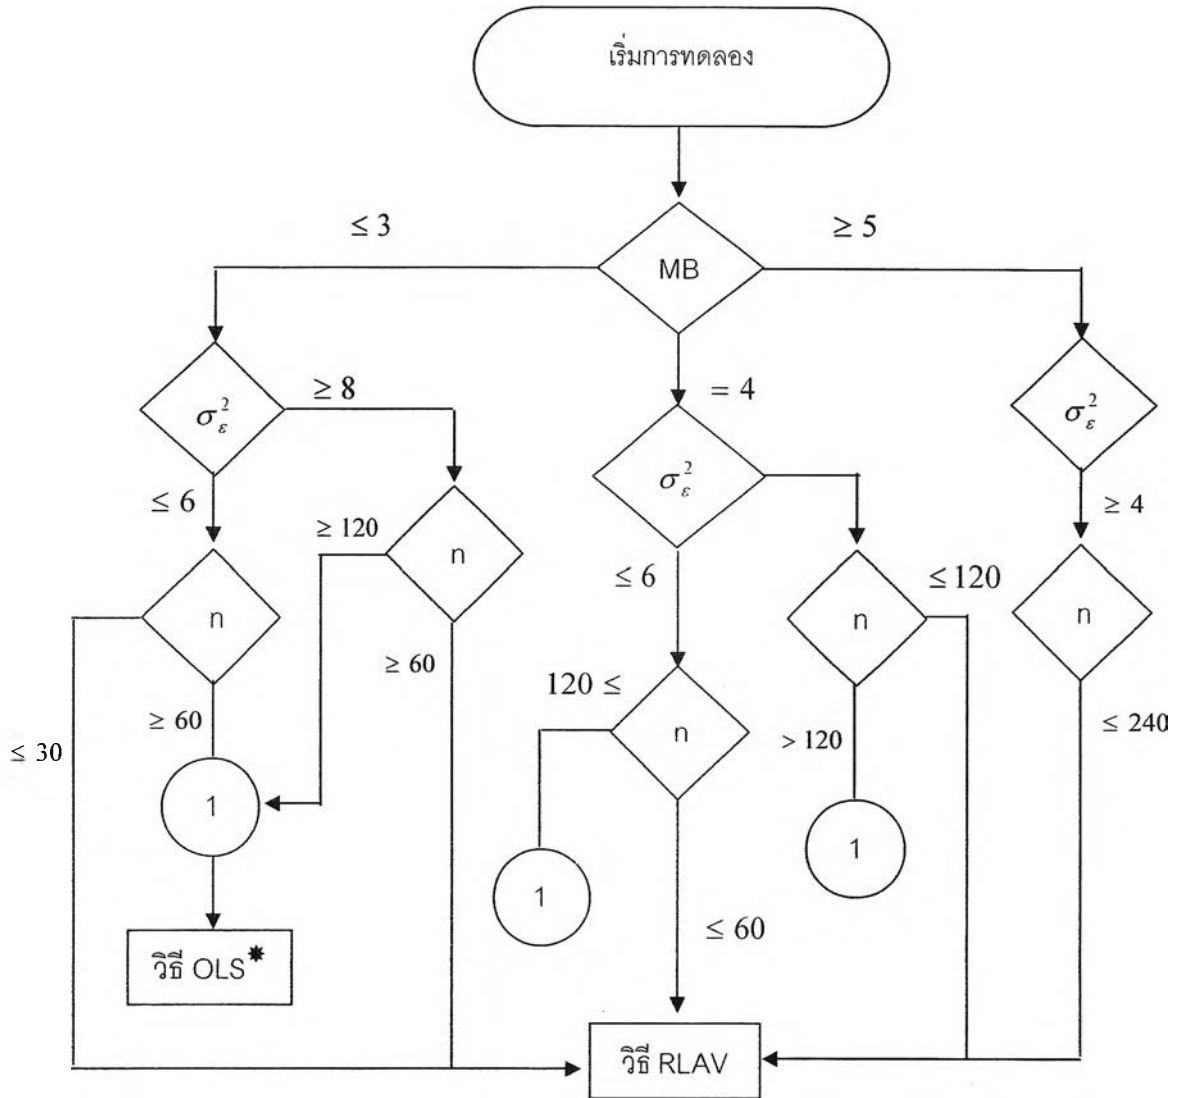 เริ่มการทดลอง
≤ 3
MB
≥ 5
= 4
σ²ε
≥ 8
σ²ε
σ²ε
≤ 6
≥ 120
n
≤ 6
≥ 4
n
≥ 60
n
≤ 120
n
≤ 30
≥ 60
120 ≤
n
> 120
≤ 240
1
1
1
≤ 60
วิธี OLS*
วิธี RLAV